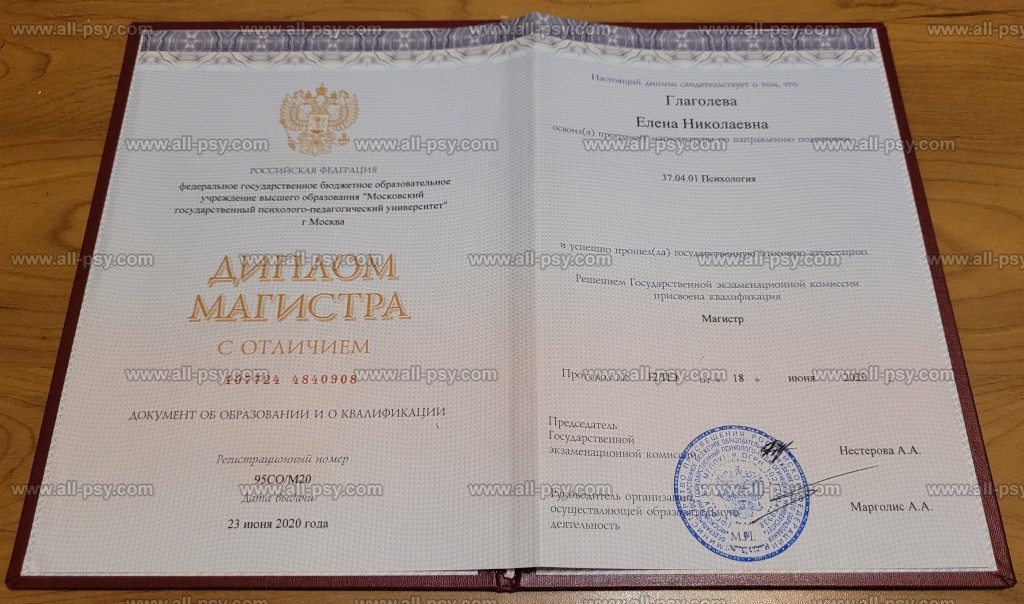 РОССИЙСКАЯ ФЕДЕРАЦИЯ
федеральное государственное бюджетное образовательное
учреждение высшего образования "Московский
государственный психолого-педагогический университет"
г Москва
ДИПЛОМ
МАГИСТРА
С ОТЛИЧИЕМ
107724 4840908
ДОКУМЕНТ ОБ ОБРАЗОВАНИИ И О КВАЛИФИКАЦИИ
Регистрационный номер
95СО/М20
Дата выдачи
23 июня 2020 года
Настоящий диплом свидетельствует о том, что
Глаголева
Елена Николаевна
освоил(а) программу магистратуры по направлению подготовки
37.04.01 Психология
и успешно прошел(ла) государственную итоговую аттестацию
Решением Государственной экзаменационной комиссии
присвоена квалификация
Магистр
Протокол № от « 18 » июня 2020 г.
Председатель
Государственной
экзаменационной комиссии
Нестерова А.А.
Руководитель организации,
осуществляющей образовательную
деятельность
Марголис А.А.
М.П.
www.all-psy.com